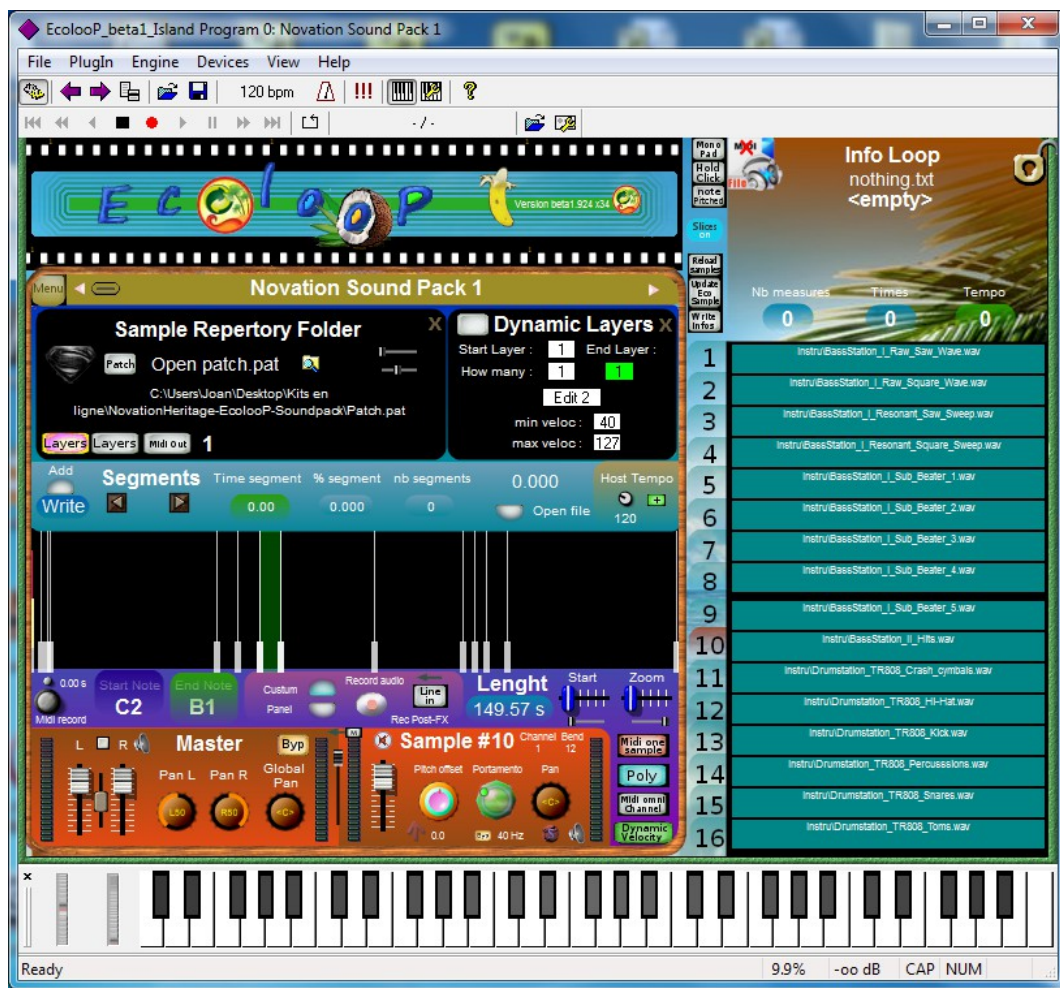 EcolooP_beta1_Island Program 0: Novation Sound Pack 1
File PlugIn Engine Devices View Help
120 bpm !!! ?
- / -
EcolooP
Version beta1.924 x34
Mono Pad
Hold Click
note Pitched
Slices on
Reload samples
Update Eco Sample
Write Infos
File
Info Loop
nothing.txt
<empty>
Nb measures Times Tempo
0 0 0
Menu Novation Sound Pack 1
Sample Repertory Folder X
Patch Open patch.pat
C:\Users\Joan\Desktop\Kits en
ligne\NovationHeritage-EcolooP-Soundpack\Patch.pat
Layers Layers Midi Out 1
Dynamic Layers X
Start Layer : 1 End Layer :
How many : 1 1
Edit 2
min veloc : 40
max veloc : 127
Add
Write
Segments Time segment % segment nb segments
0.00 0.000 0
0.000
Open file
Host Tempo
120
0.00 s
Midi record
Start Note
C2
End Note
B1
Custum
Panel
Record audio
Line in
Rec Post-FX
Lenght
149.57 s
Start Zoom
L R Master Byp
Pan L Pan R Global Pan
L50 R50 <C>
M
Sample #10 Channel 1 Bend 12
Pitch offset Portamento Pan
<C>
0.0 40 Hz
Midi one sample
Poly
Midi omni Channel
Dynamic Velocity
1 Instru\BassStation_I_Raw_Saw_Wave.wav
2 Instru\BassStation_I_Raw_Square_Wave.wav
3 Instru\BassStation_I_Resonant_Saw_Sweep.wav
4 Instru\BassStation_I_Resonant_Square_Sweep.wav
5 Instru\BassStation_I_Sub_Beater_1.wav
6 Instru\BassStation_I_Sub_Beater_2.wav
7 Instru\BassStation_I_Sub_Beater_3.wav
8 Instru\BassStation_I_Sub_Beater_4.wav
9 Instru\BassStation_I_Sub_Beater_5.wav
10 Instru\BassStation_II_Hits.wav
11 Instru\Drumstation_TR808_Crash_cymbals.wav
12 Instru\Drumstation_TR808_Hi-Hat.wav
13 Instru\Drumstation_TR808_Kick.wav
14 Instru\Drumstation_TR808_Percusssions.wav
15 Instru\Drumstation_TR808_Snares.wav
16 Instru\Drumstation_TR808_Toms.wav
Ready 9.9% -oo dB CAP NUM